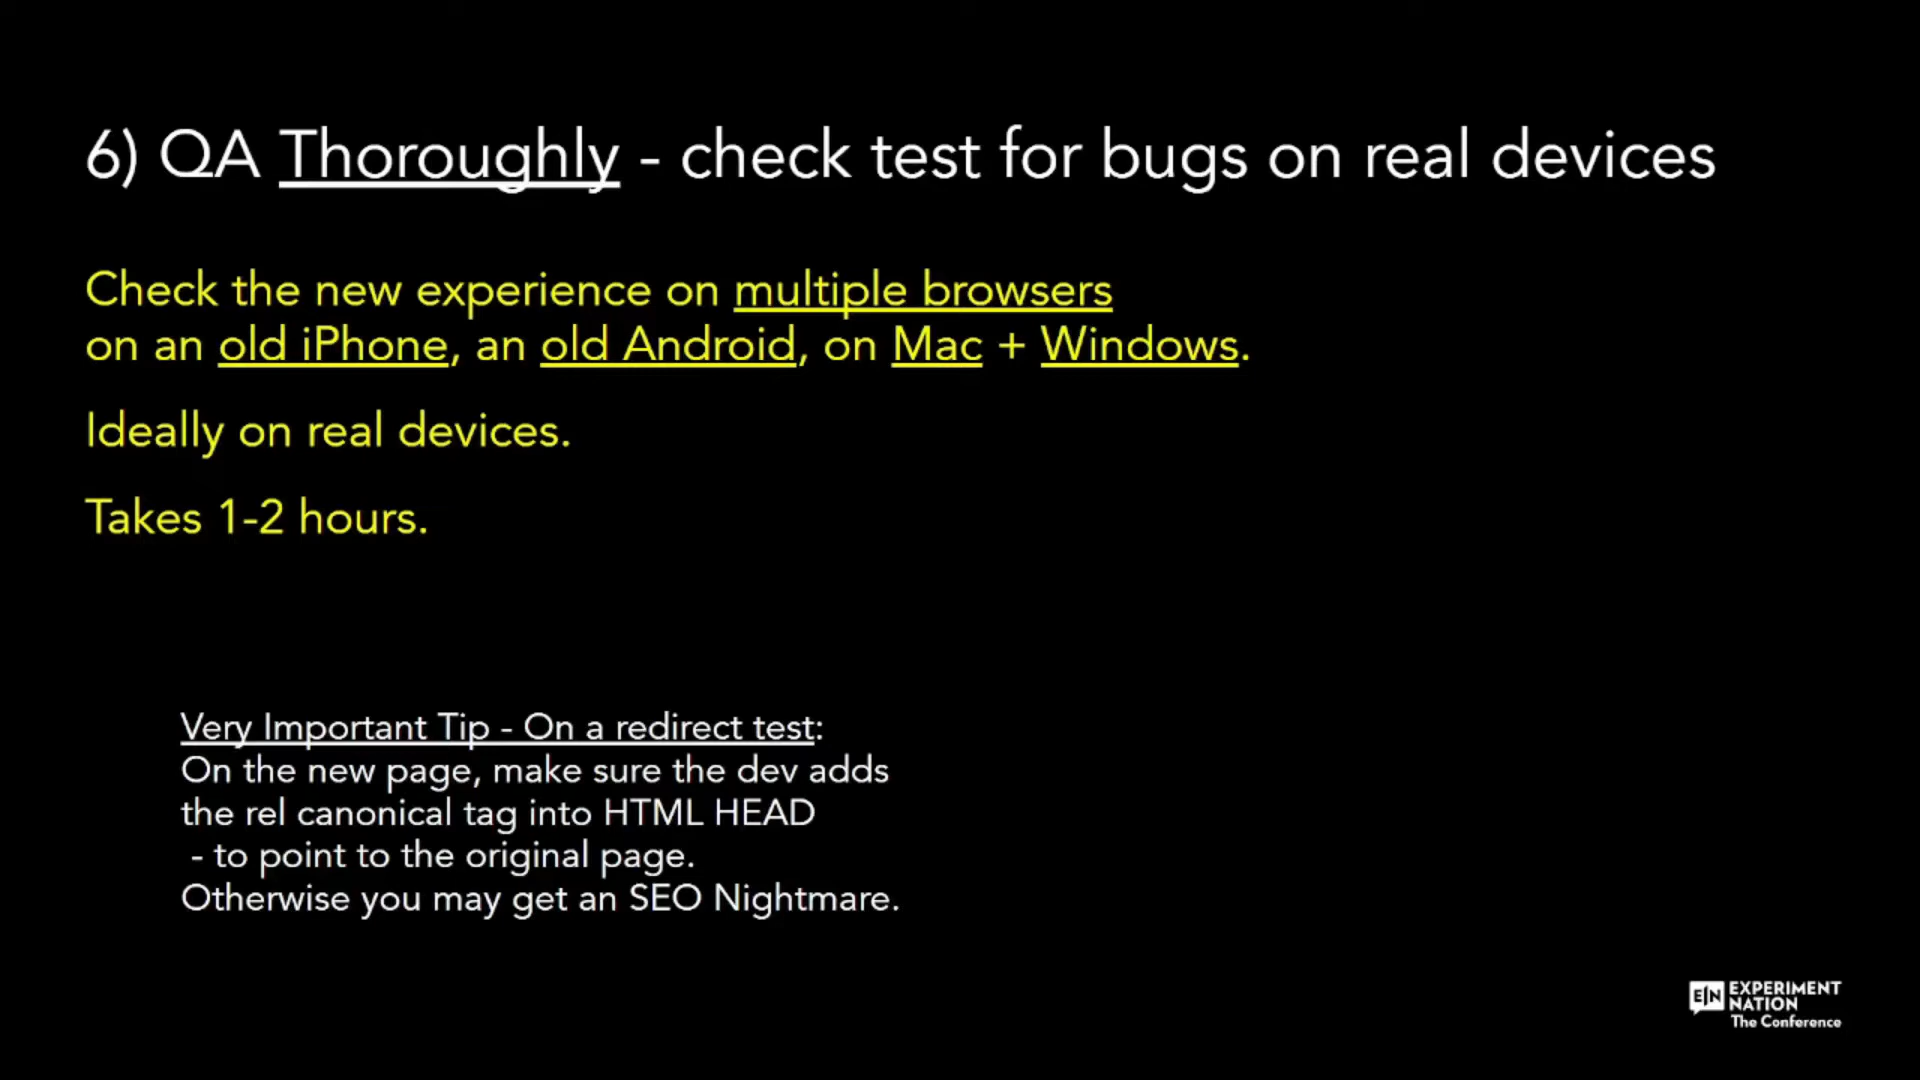 6) QA Thoroughly - check test for bugs on real devices
Check the new experience on multiple browsers
on an old iPhone, an old Android, on Mac + Windows.
Ideally on real devices.
Takes 1-2 hours.
Very Important Tip - On a redirect test:
On the new page, make sure the dev adds
the rel canonical tag into HTML HEAD
- to point to the original page.
Otherwise you may get an SEO Nightmare.
E|N EXPERIMENT
NATION
The Conference